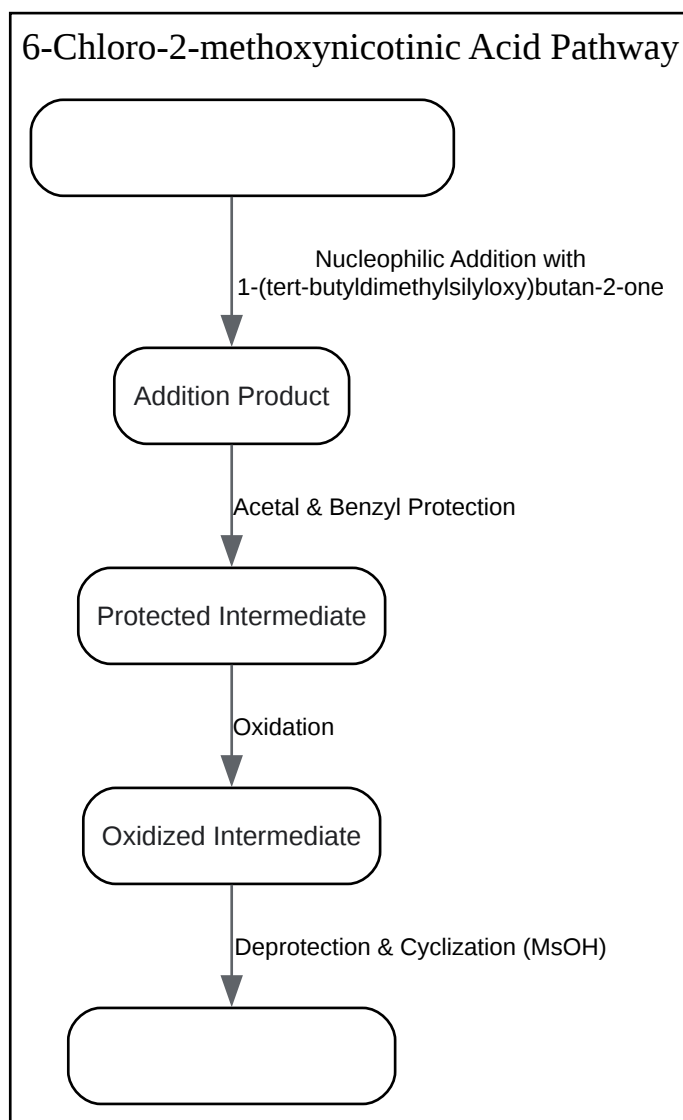 6-Chloro-2-methoxynicotinic Acid Pathway
Nucleophilic Addition with
1-(tert-butyldimethylsilyloxy)butan-2-one
Addition Product
Acetal & Benzyl Protection
Protected Intermediate
Oxidation
Oxidized Intermediate
Deprotection & Cyclization (MsOH)